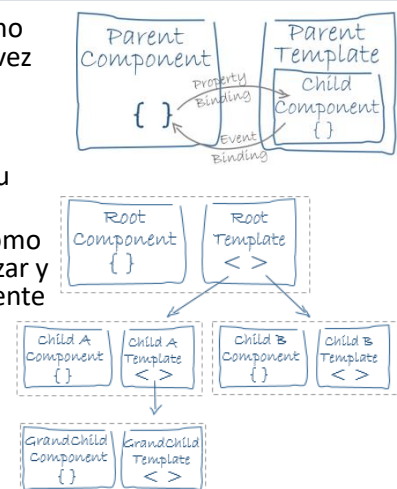 no
vez
u
omo
zar y
ente
Parent
Component
{ }
Parent
Template
Child
Component
{ }
Property
Binding
Event
Binding
Root
Component
{ }
Root
Template
< >
Child A
Component
{ }
Child A
Template
< >
Child B
Component
{ }
Child B
Template
< >
GrandChild
Component
{ }
GrandChild
Template
< >